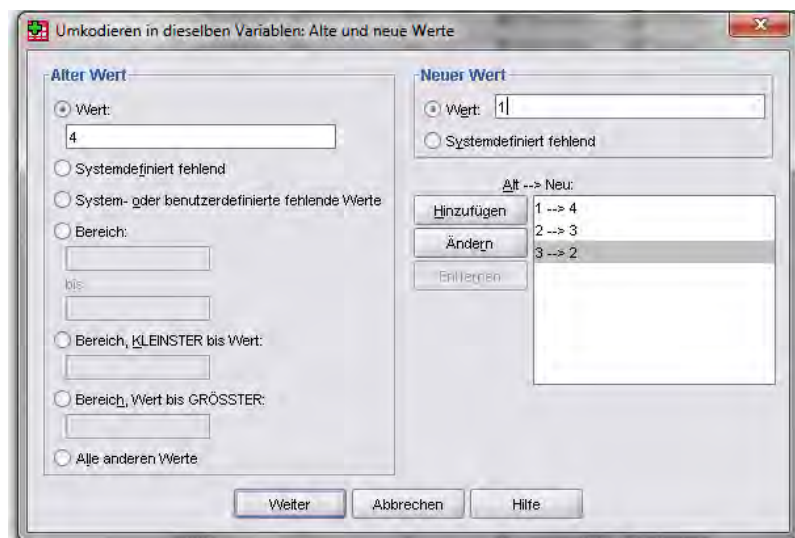 Umkodieren in dieselben Variablen: Alte und neue Werte
Alter Wert
Wert:
4
Systemdefiniert fehlend
System- oder benutzerdefinierte fehlende Werte
Bereich:
bis
Bereich, KLEINSTER bis Wert:
Bereich, Wert bis GRÖSSTER:
Alle anderen Werte
Neuer Wert
Wert: 1
Systemdefiniert fehlend
Alt --> Neu:
Hinzufügen
Ändern
Entfernen
1 --> 4
2 --> 3
3 --> 2
Weiter
Abbrechen
Hilfe